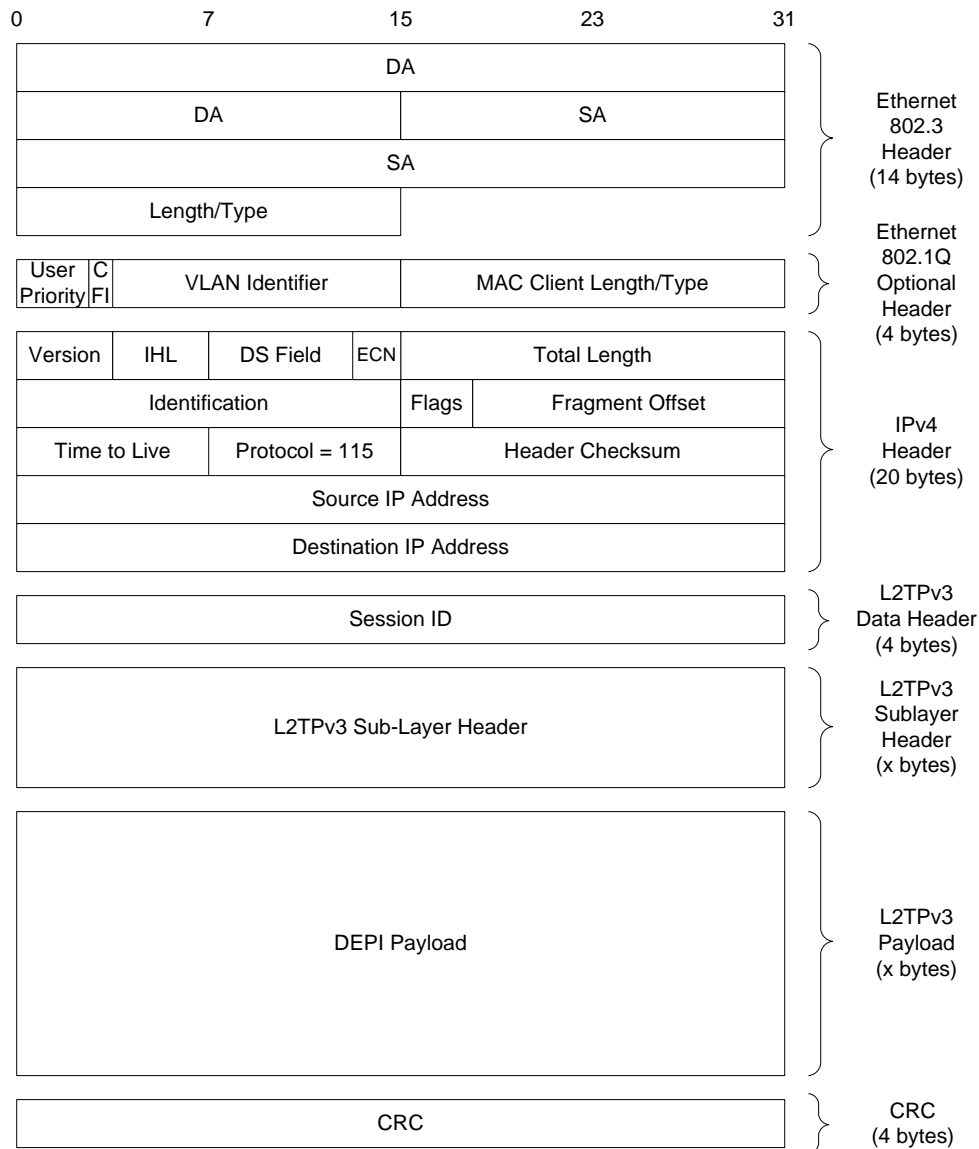 0 7 15 23 31
DA
DA SA
SA
Length/Type
Ethernet
802.3
Header
(14 bytes)
User
Priority
C
FI
VLAN Identifier
MAC Client Length/Type
Ethernet
802.1Q
Optional
Header
(4 bytes)
Version IHL DS Field ECN Total Length
Identification Flags Fragment Offset
Time to Live Protocol = 115 Header Checksum
Source IP Address
Destination IP Address
IPv4
Header
(20 bytes)
Session ID
L2TPv3
Data Header
(4 bytes)
L2TPv3 Sub-Layer Header
L2TPv3
Sublayer
Header
(x bytes)
DEPI Payload
L2TPv3
Payload
(x bytes)
CRC
CRC
(4 bytes)